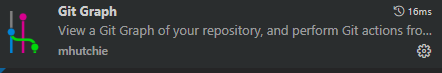 Git Graph 16ms
View a Git Graph of your repository, and perform Git actions fro...
mhutchie